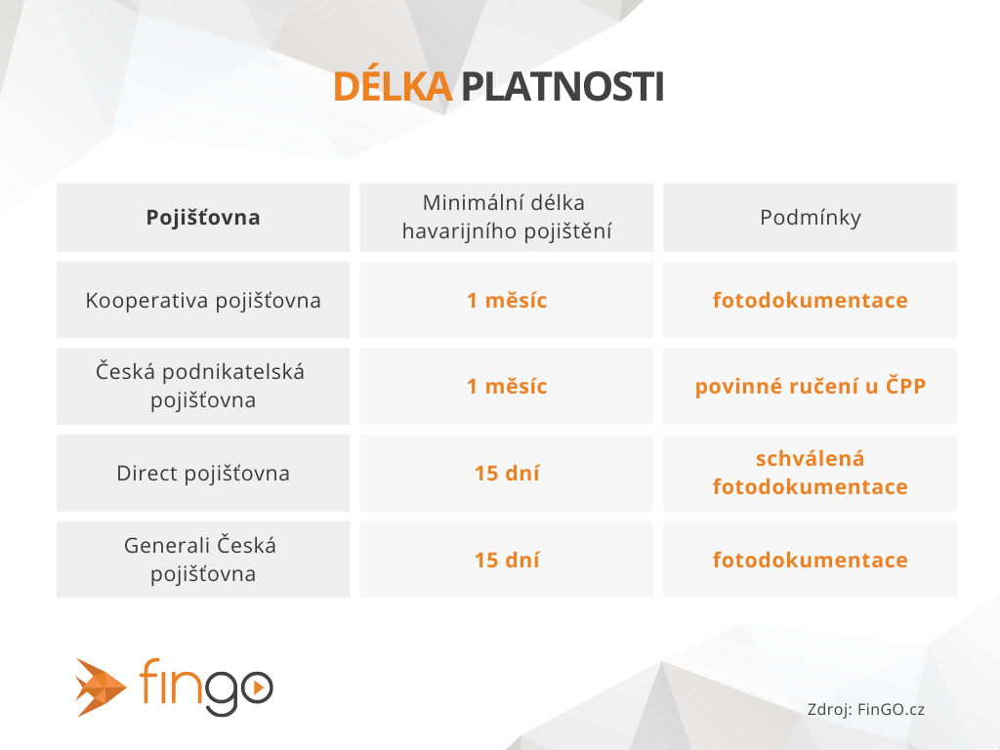 DÉLKA PLATNOSTI
Pojišťovna
Minimální délka
havarijního pojištění
Podmínky
Kooperativa pojišťovna
1 měsíc
fotodokumentace
Česká podnikatelská
pojišťovna
1 měsíc
povinné ručení u ČPP
Direct pojišťovna
15 dní
schválená
fotodokumentace
Generali Česká
pojišťovna
15 dní
fotodokumentace
fingo
Zdroj: FinGO.cz